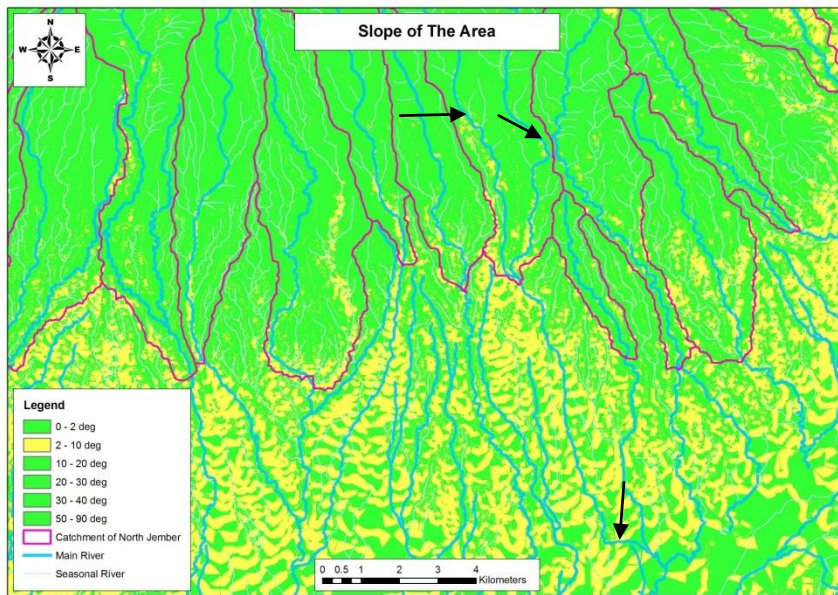 Slope of The Area
N
W E
S
Legend
0 - 2 deg
2 - 10 deg
10 - 20 deg
20 - 30 deg
30 - 40 deg
50 - 90 deg
Catchment of North Jember
Main River
Seasonal River
0 0.5 1 2 3 4
Kilometers